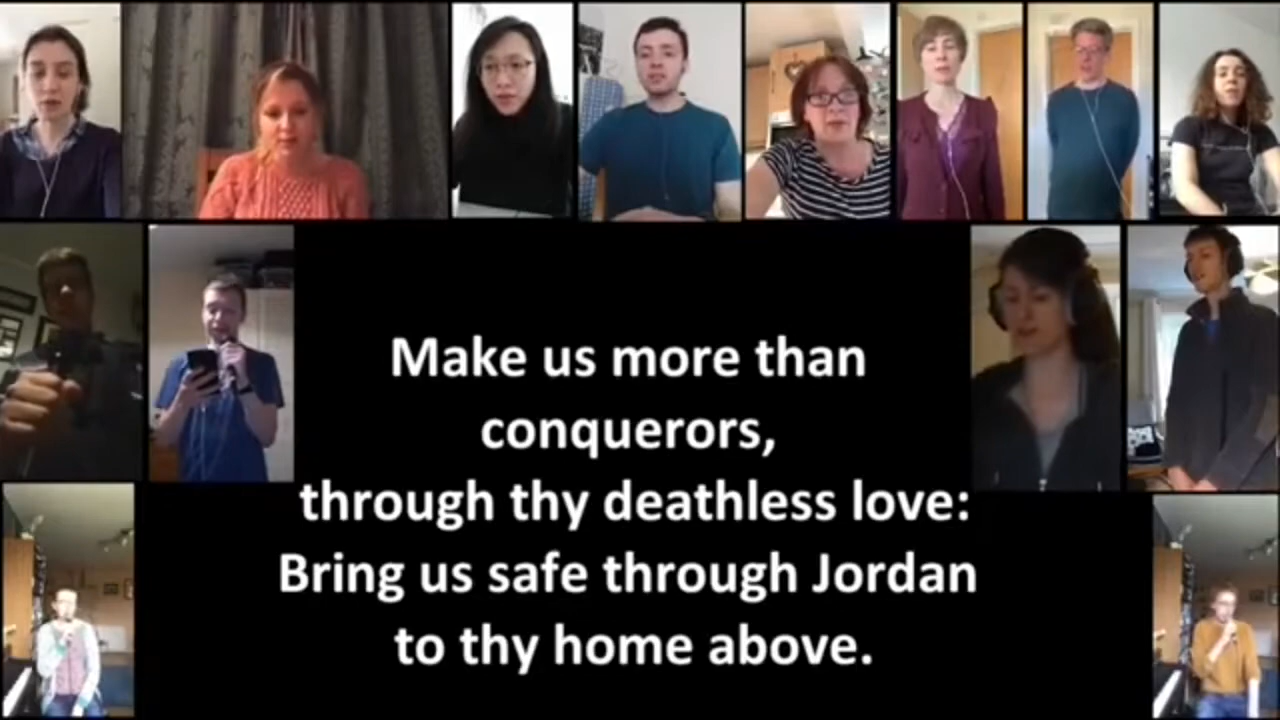 Make us more than
conquerors,
through thy deathless love:
Bring us safe through Jordan
to thy home above.